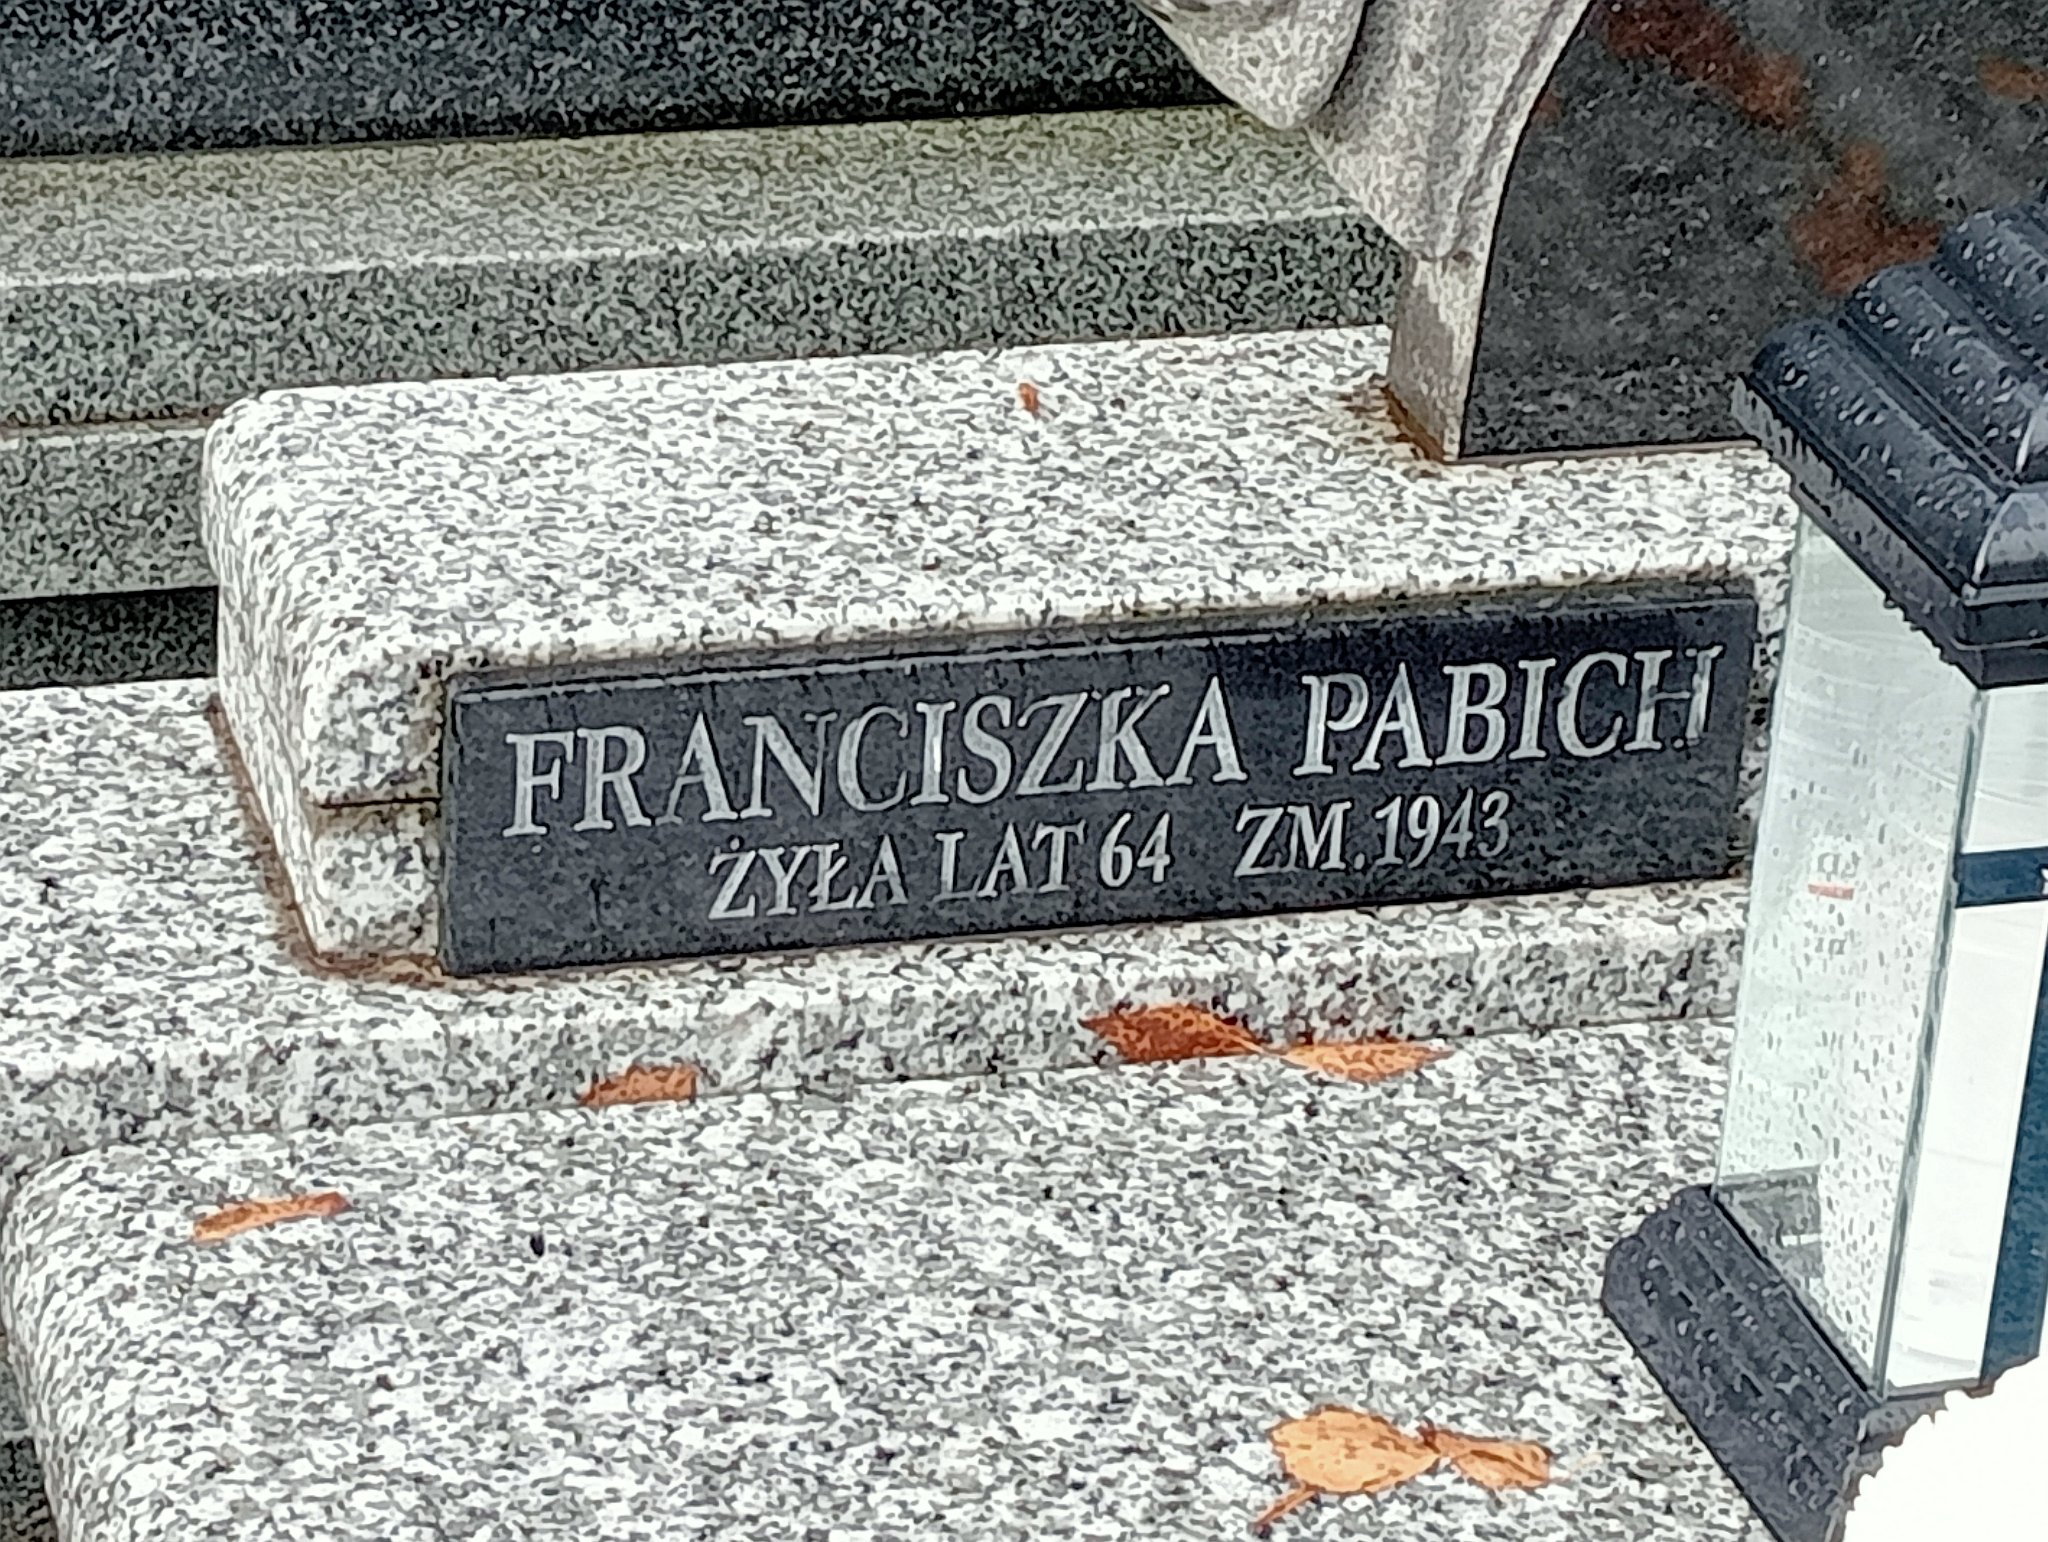 FRANCISZKA PABICH
ŻYŁA LAT 64 ZM. 1943